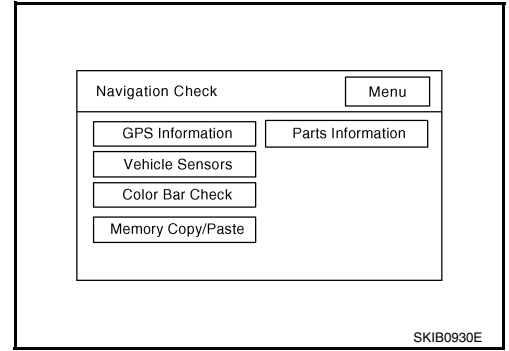 Navigation Check
Menu
GPS Information
Parts Information
Vehicle Sensors
Color Bar Check
Memory Copy/Paste
SKIB0930E